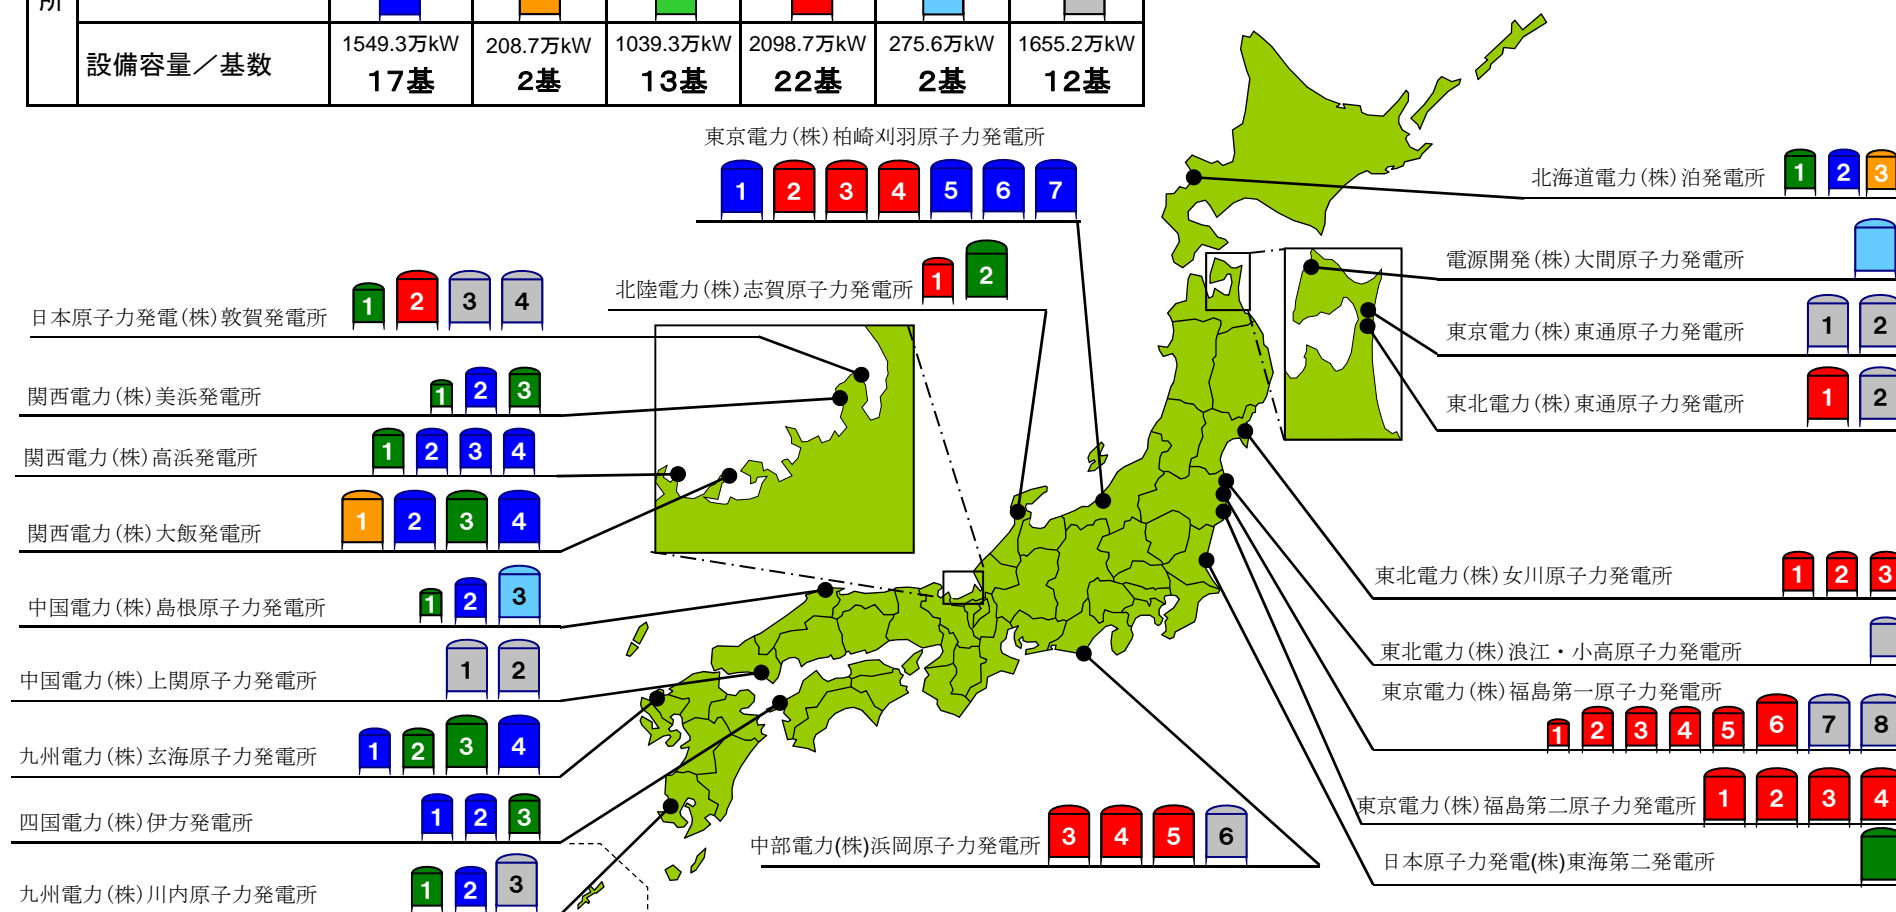 所
設備容量／基数
1549.3万kW 208.7万kW 1039.3万kW 2098.7万kW 275.6万kW 1655.2万kW
17基 2基 13基 22基 2基 12基
東京電力(株)柏崎刈羽原子力発電所
1 2 3 4 5 6 7
北海道電力(株)泊発電所 1 2 3
電源開発(株)大間原子力発電所
北陸電力(株)志賀原子力発電所 1 2
日本原子力発電(株)敦賀発電所 1 2 3 4
東京電力(株)東通原子力発電所 1 2
関西電力(株)美浜発電所 1 2 3
東北電力(株)東通原子力発電所 1 2
関西電力(株)高浜発電所 1 2 3 4
関西電力(株)大飯発電所 1 2 3 4
東北電力(株)女川原子力発電所 1 2 3
中国電力(株)島根原子力発電所 1 2 3
東北電力(株)浪江・小高原子力発電所
中国電力(株)上関原子力発電所 1 2
東京電力(株)福島第一原子力発電所
1 2 3 4 5 6 7 8
九州電力(株)玄海原子力発電所 1 2 3 4
東京電力(株)福島第二原子力発電所 1 2 3 4
四国電力(株)伊方発電所 1 2 3
中部電力(株)浜岡原子力発電所 3 4 5 6
日本原子力発電(株)東海第二発電所
九州電力(株)川内原子力発電所 1 2 3